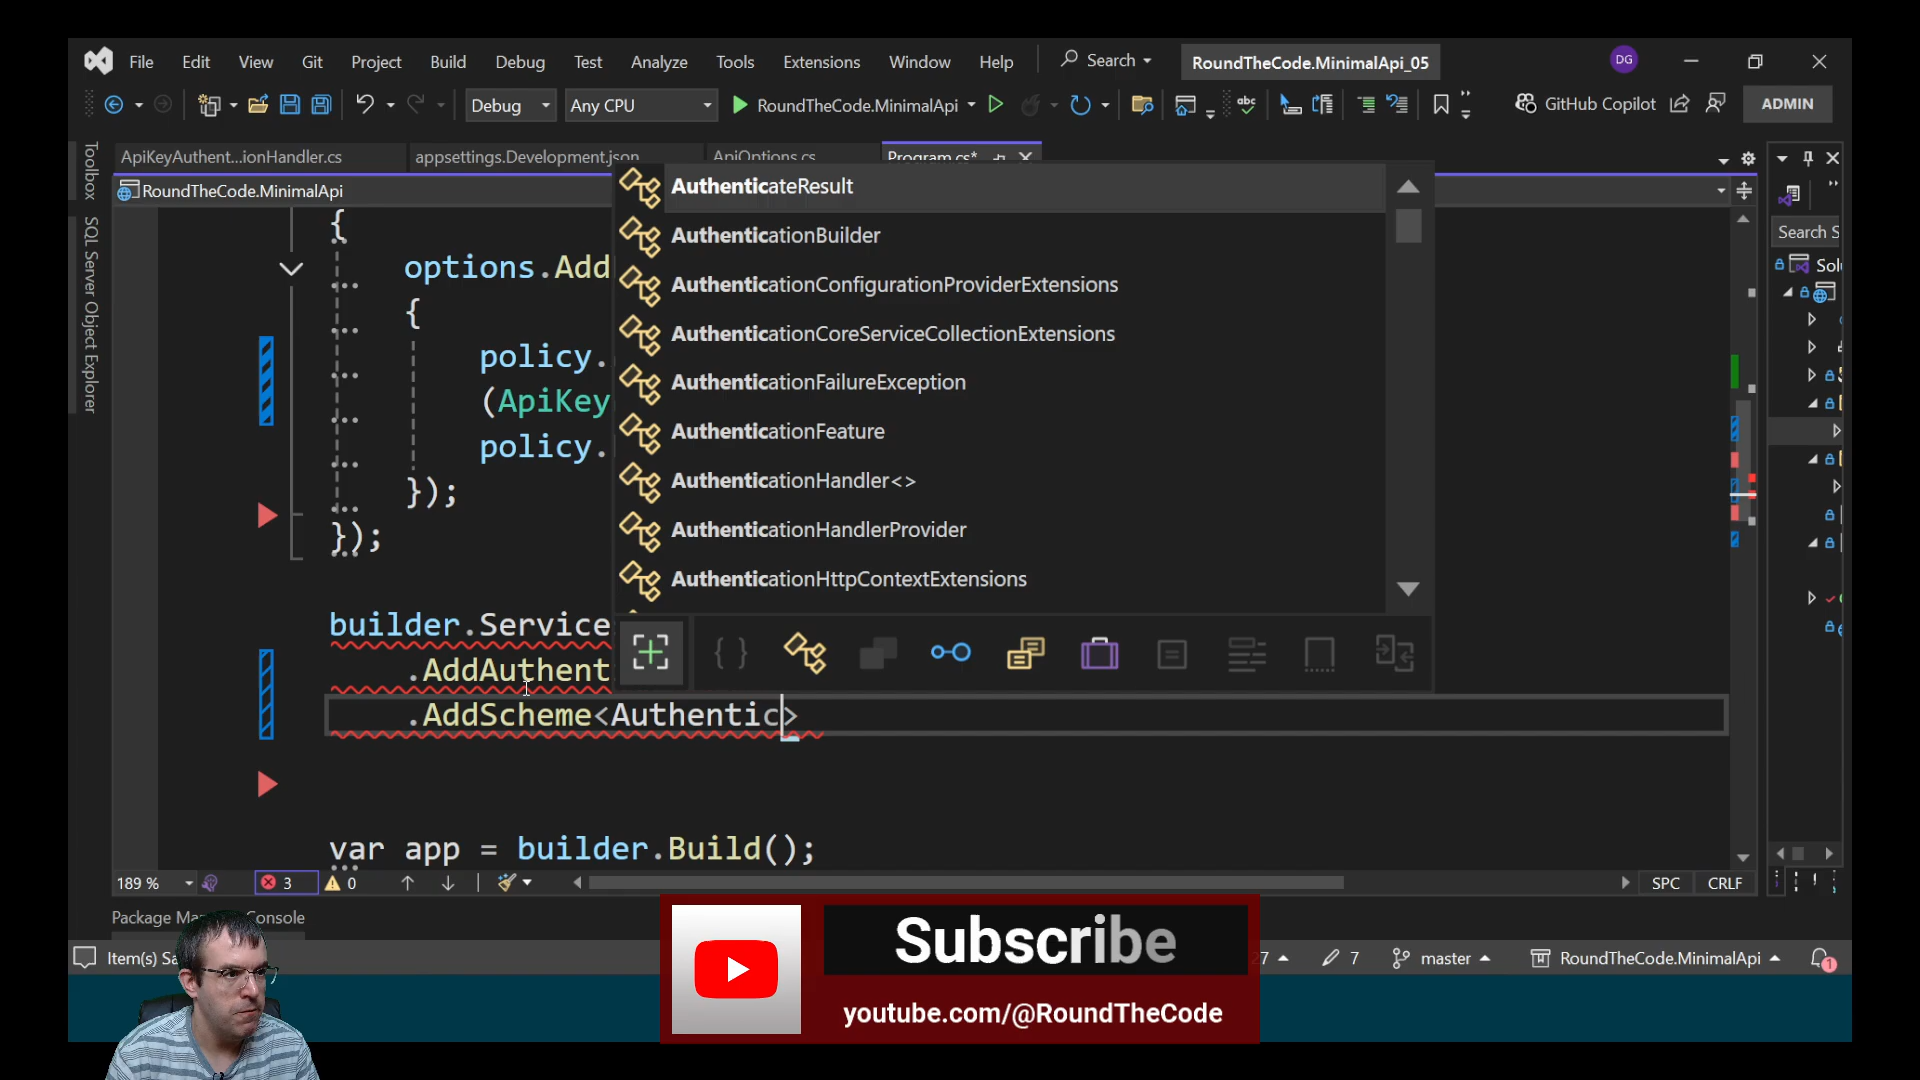 File Edit View Git Project Build Debug Test Analyze Tools Extensions Window Help Search RoundTheCode.MinimalApi_05 DG
Debug Any CPU RoundTheCode.MinimalApi GitHub Copilot ADMIN
ApiKeyAuthent...ionHandler.cs appsettings.Development.json ApiOptions.cs Program.cs*
RoundTheCode.MinimalApi
Toolbox
SQL Server Object Explorer
Search S
Sol
{
options.Add
{
policy.
(ApiKey
policy.
});
});
builder.Service
.AddAuthent
.AddScheme<Authentic>
var app = builder.Build();
AuthenticateResult
AuthenticationBuilder
AuthenticationConfigurationProviderExtensions
AuthenticationCoreServiceCollectionExtensions
AuthenticationFailureException
AuthenticationFeature
AuthenticationHandler<>
AuthenticationHandlerProvider
AuthenticationHttpContextExtensions
189 % 3 0 SPC CRLF
Package Ma Console
Item(s) Sa 7 master RoundTheCode.MinimalApi 1
Subscribe
youtube.com/@RoundTheCode